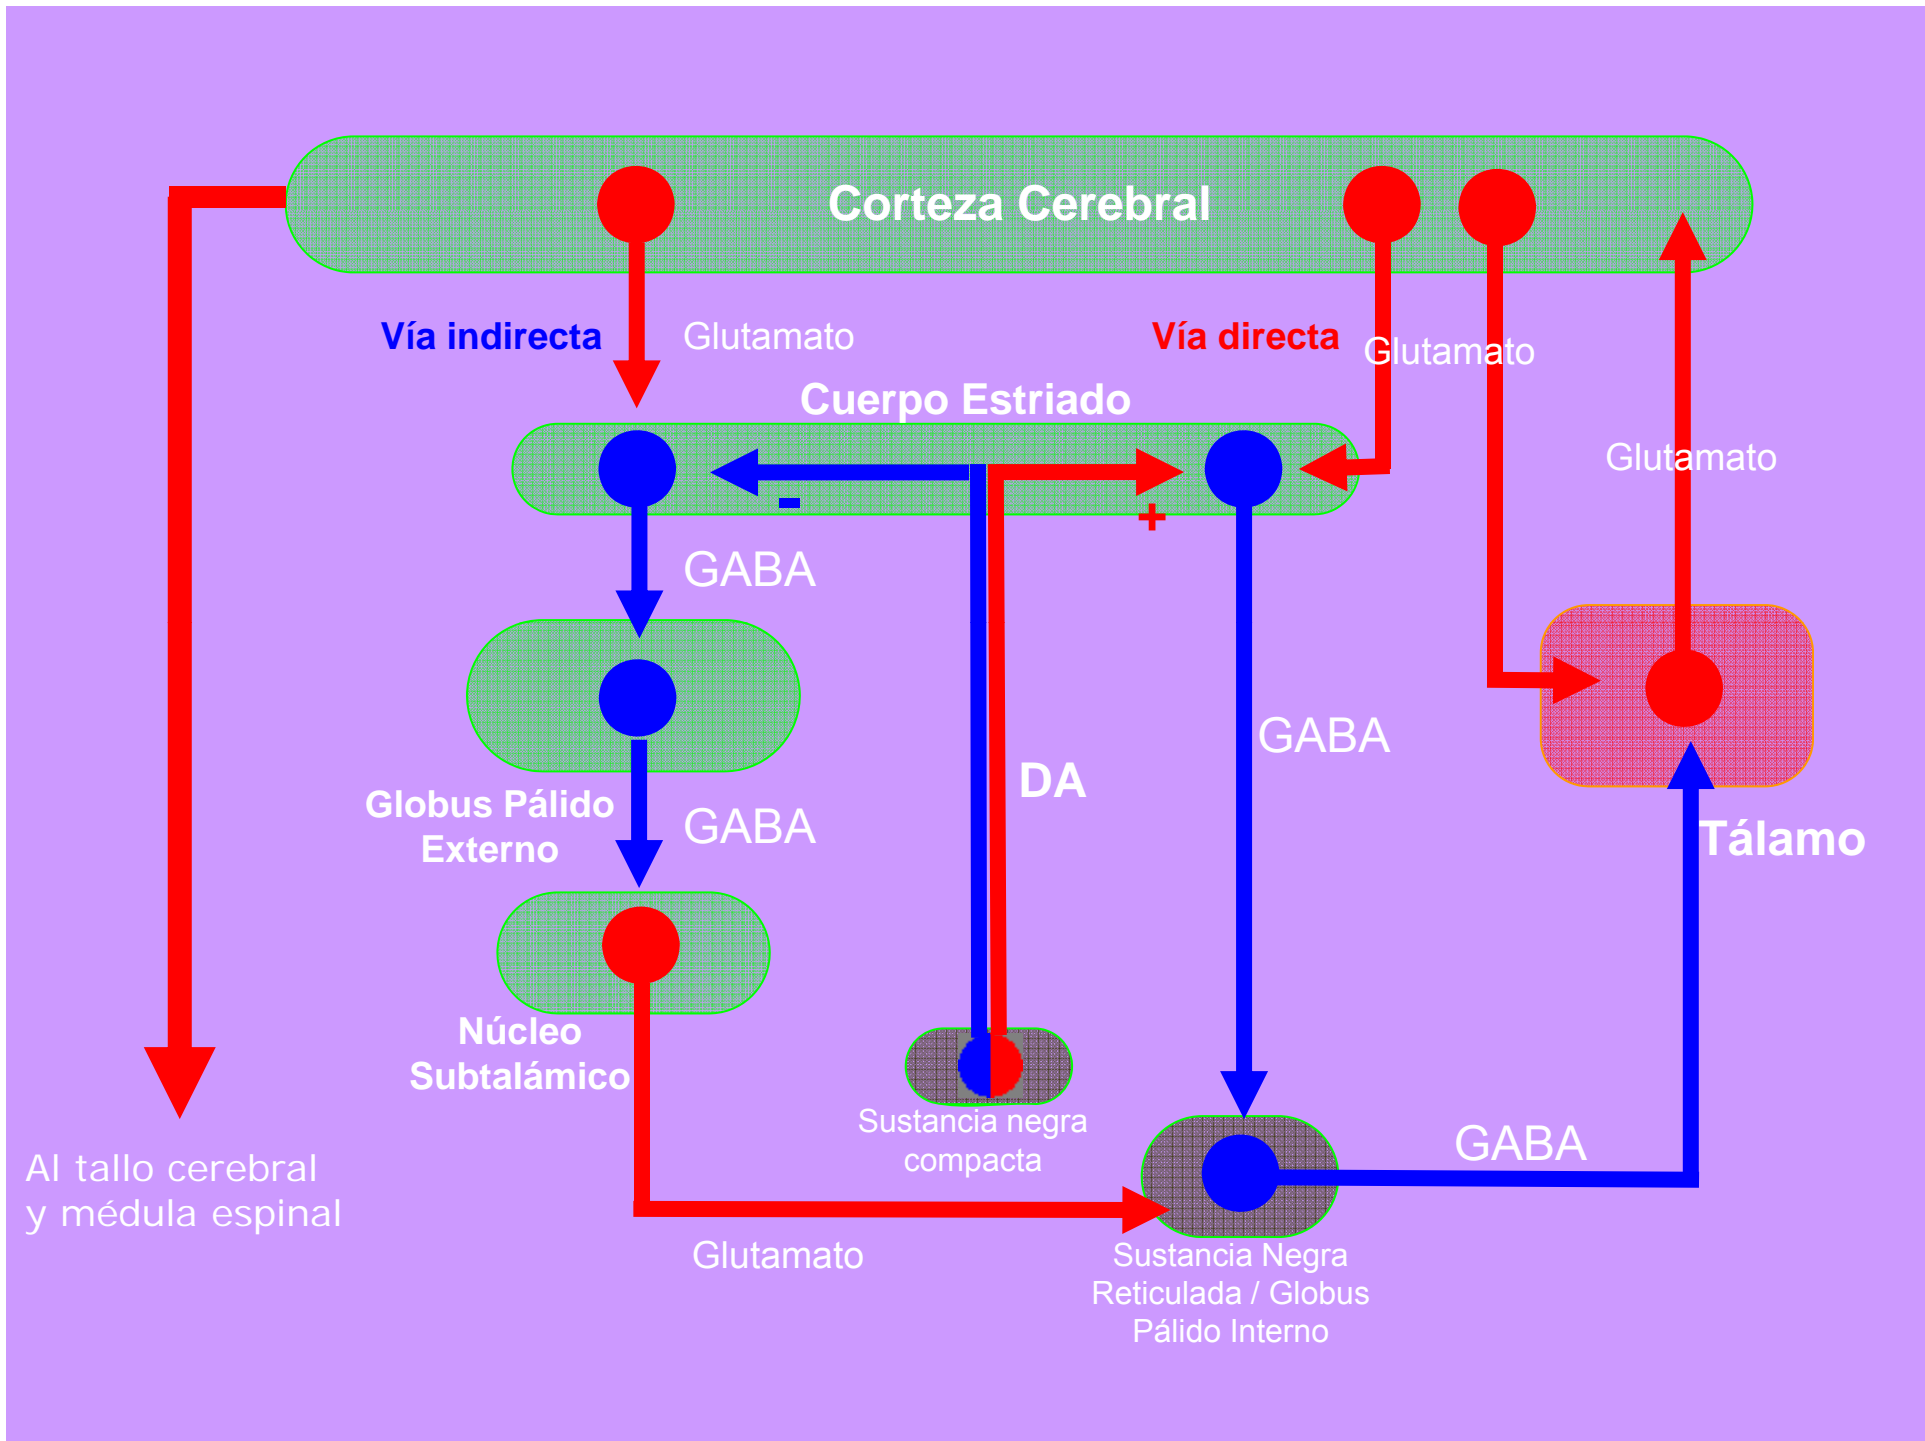 Corteza Cerebral
Vía indirecta
Glutamato
Vía directa
Glutamato
Cuerpo Estriado
Glutamato
-
+
GABA
GABA
DA
Globus Pálido
Externo
GABA
Tálamo
Núcleo
Subtalámico
Sustancia negra
compacta
GABA
Al tallo cerebral
y médula espinal
Glutamato
Sustancia Negra
Reticulada / Globus
Pálido Interno